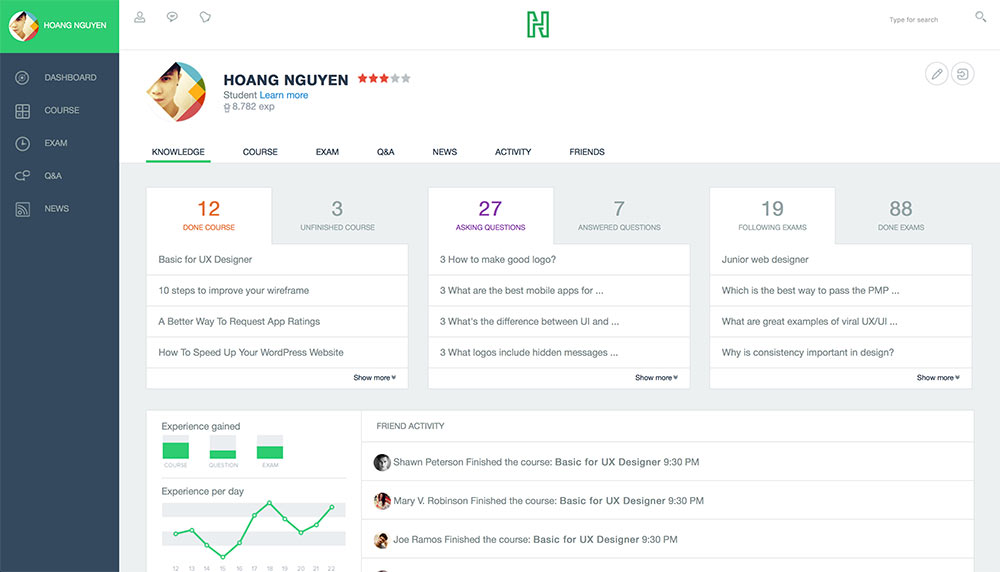 HOANG NGUYEN
Type for search
DASHBOARD
COURSE
EXAM
Q&A
NEWS
HOANG NGUYEN
Student Learn more
8.782 exp
KNOWLEDGE COURSE EXAM Q&A NEWS ACTIVITY FRIENDS
12 3 27 7 19 88
DONE COURSE UNFINISHED COURSE ASKING QUESTIONS ANSWERED QUESTIONS FOLLOWING EXAMS DONE EXAMS
Basic for UX Designer
10 steps to improve your wireframe
A Better Way To Request App Ratings
How To Speed Up Your WordPress Website
Show more
3 How to make good logo?
3 What are the best mobile apps for ...
3 What's the difference between UI and ...
3 What logos include hidden messages ...
Show more
Junior web designer
Which is the best way to pass the PMP ...
What are great examples of viral UX/UI ...
Why is consistency important in design?
Show more
Experience gained
COURSE QUESTION EXAM
Experience per day
12 13 14 15 16 17 18 19 20 21 22
FRIEND ACTIVITY
Shawn Peterson Finished the course: Basic for UX Designer 9:30 PM
Mary V. Robinson Finished the course: Basic for UX Designer 9:30 PM
Joe Ramos Finished the course: Basic for UX Designer 9:30 PM